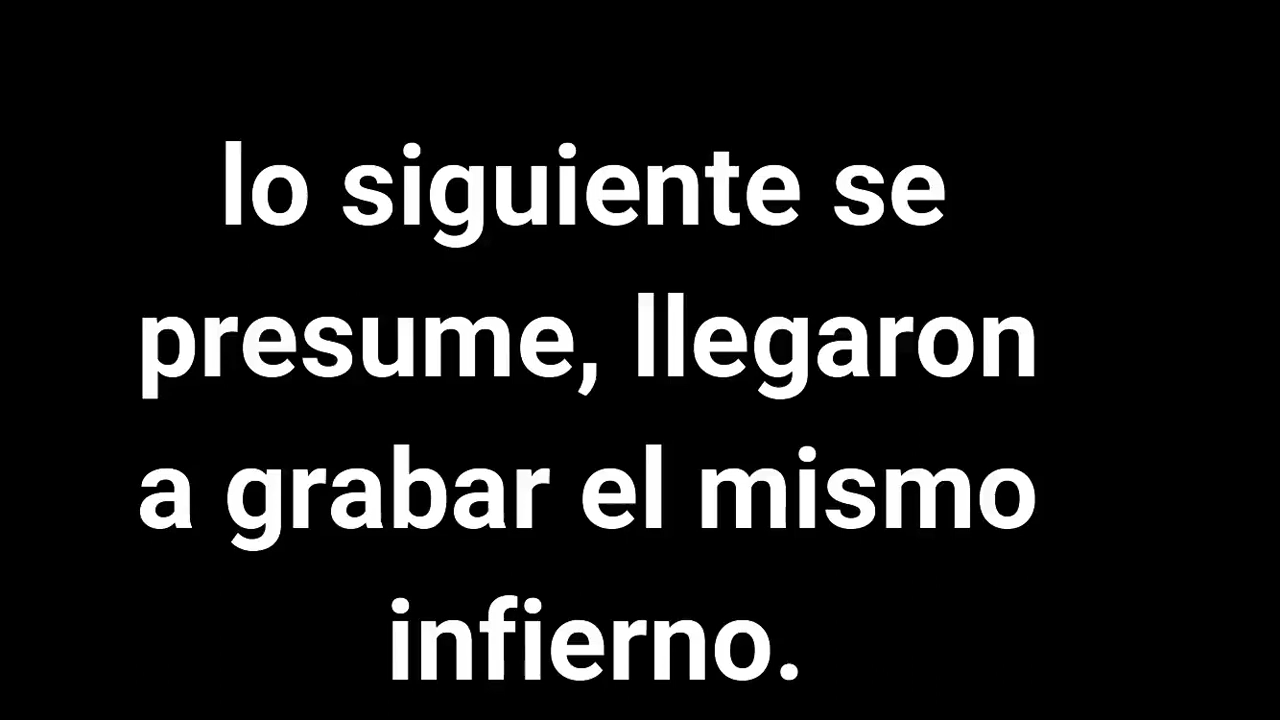 lo siguiente se
presume, llegaron
a grabar el mismo
infierno.